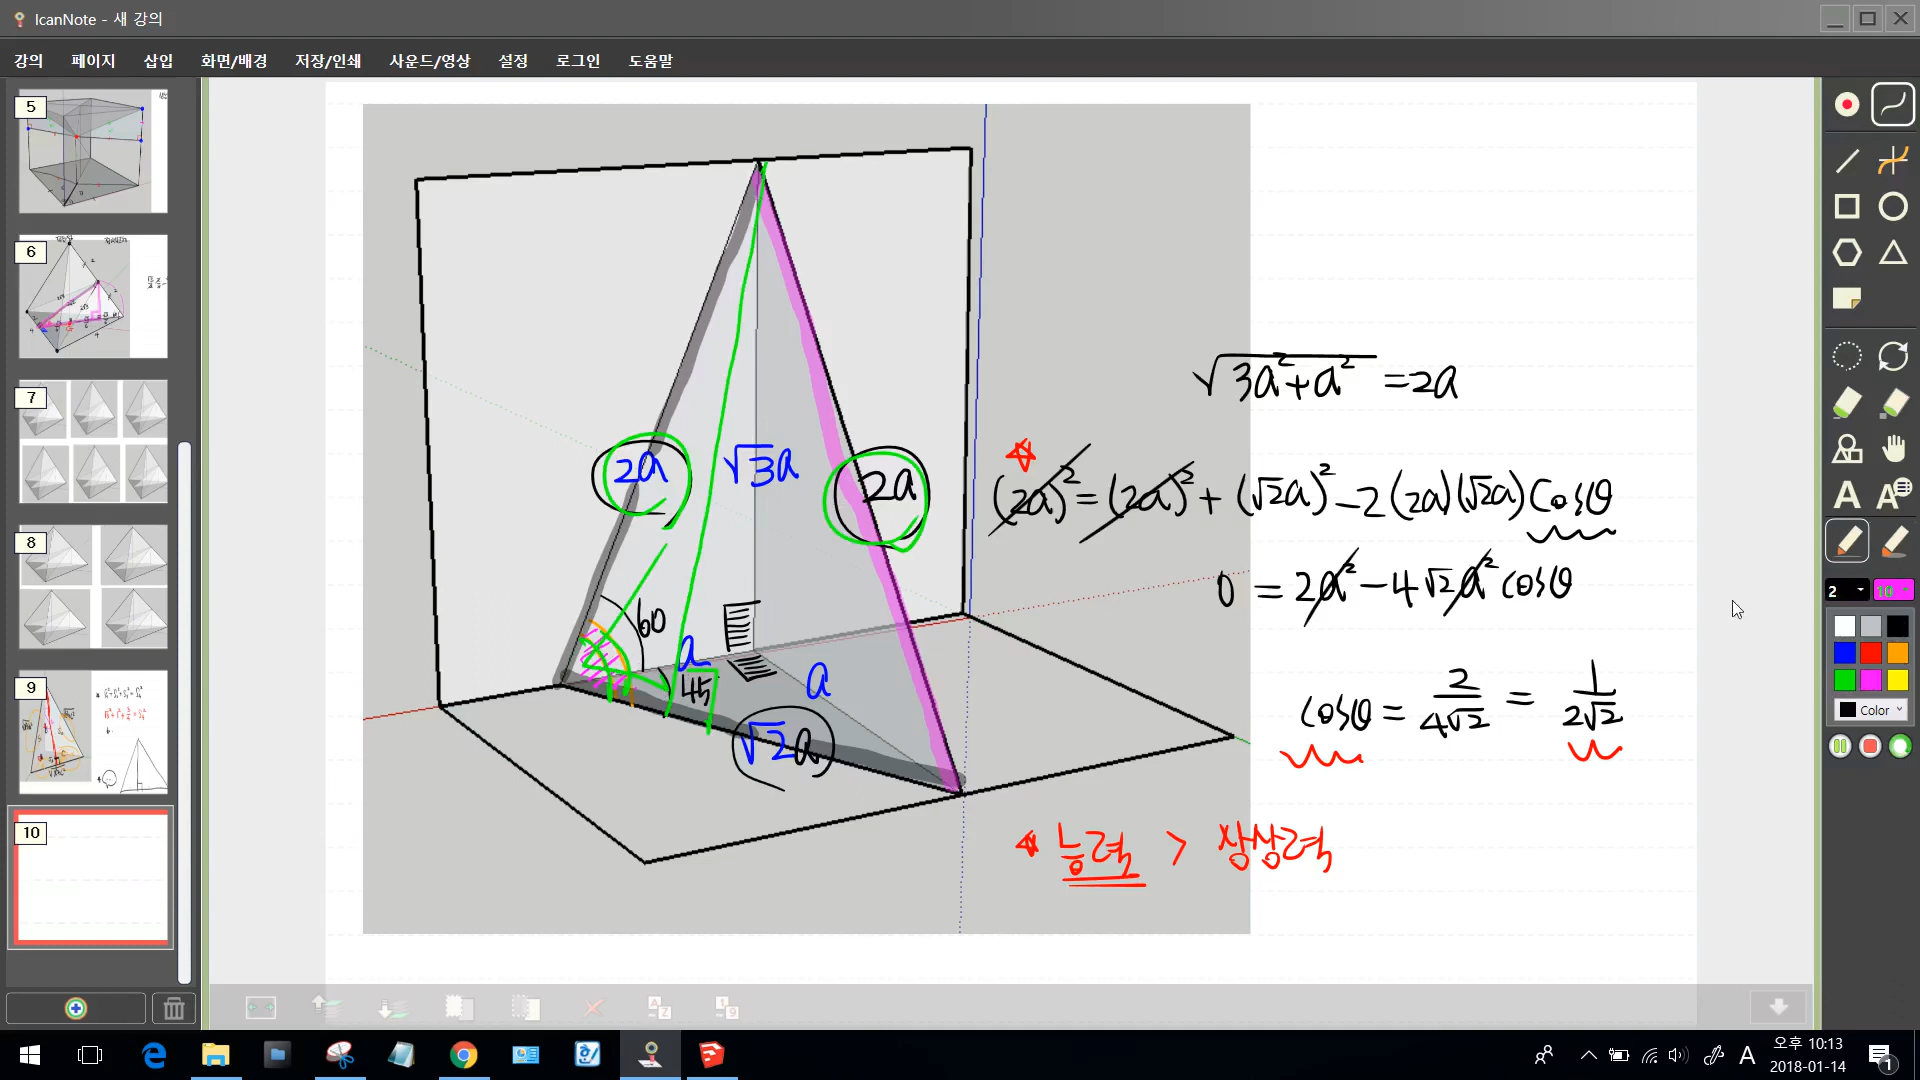 IcanNote - 새 강의
강의 페이지 삽입 화면/배경 저장/인쇄 사운드/영상 설정 로그인 도움말
5
6
7
8
9
10
2a
√3a
2a
60
a
45
a
√2a
√3a²+a² =2a
(2a)²=(2a)²+(√2a)²-2(2a)(√2a)Cosθ
0 = 2a²-4√2a² cosθ
cosθ = 2/4√2 = 1/2√2
능력 > 상상력
2
10
Color
A
오후 10:13
2018-01-14
1